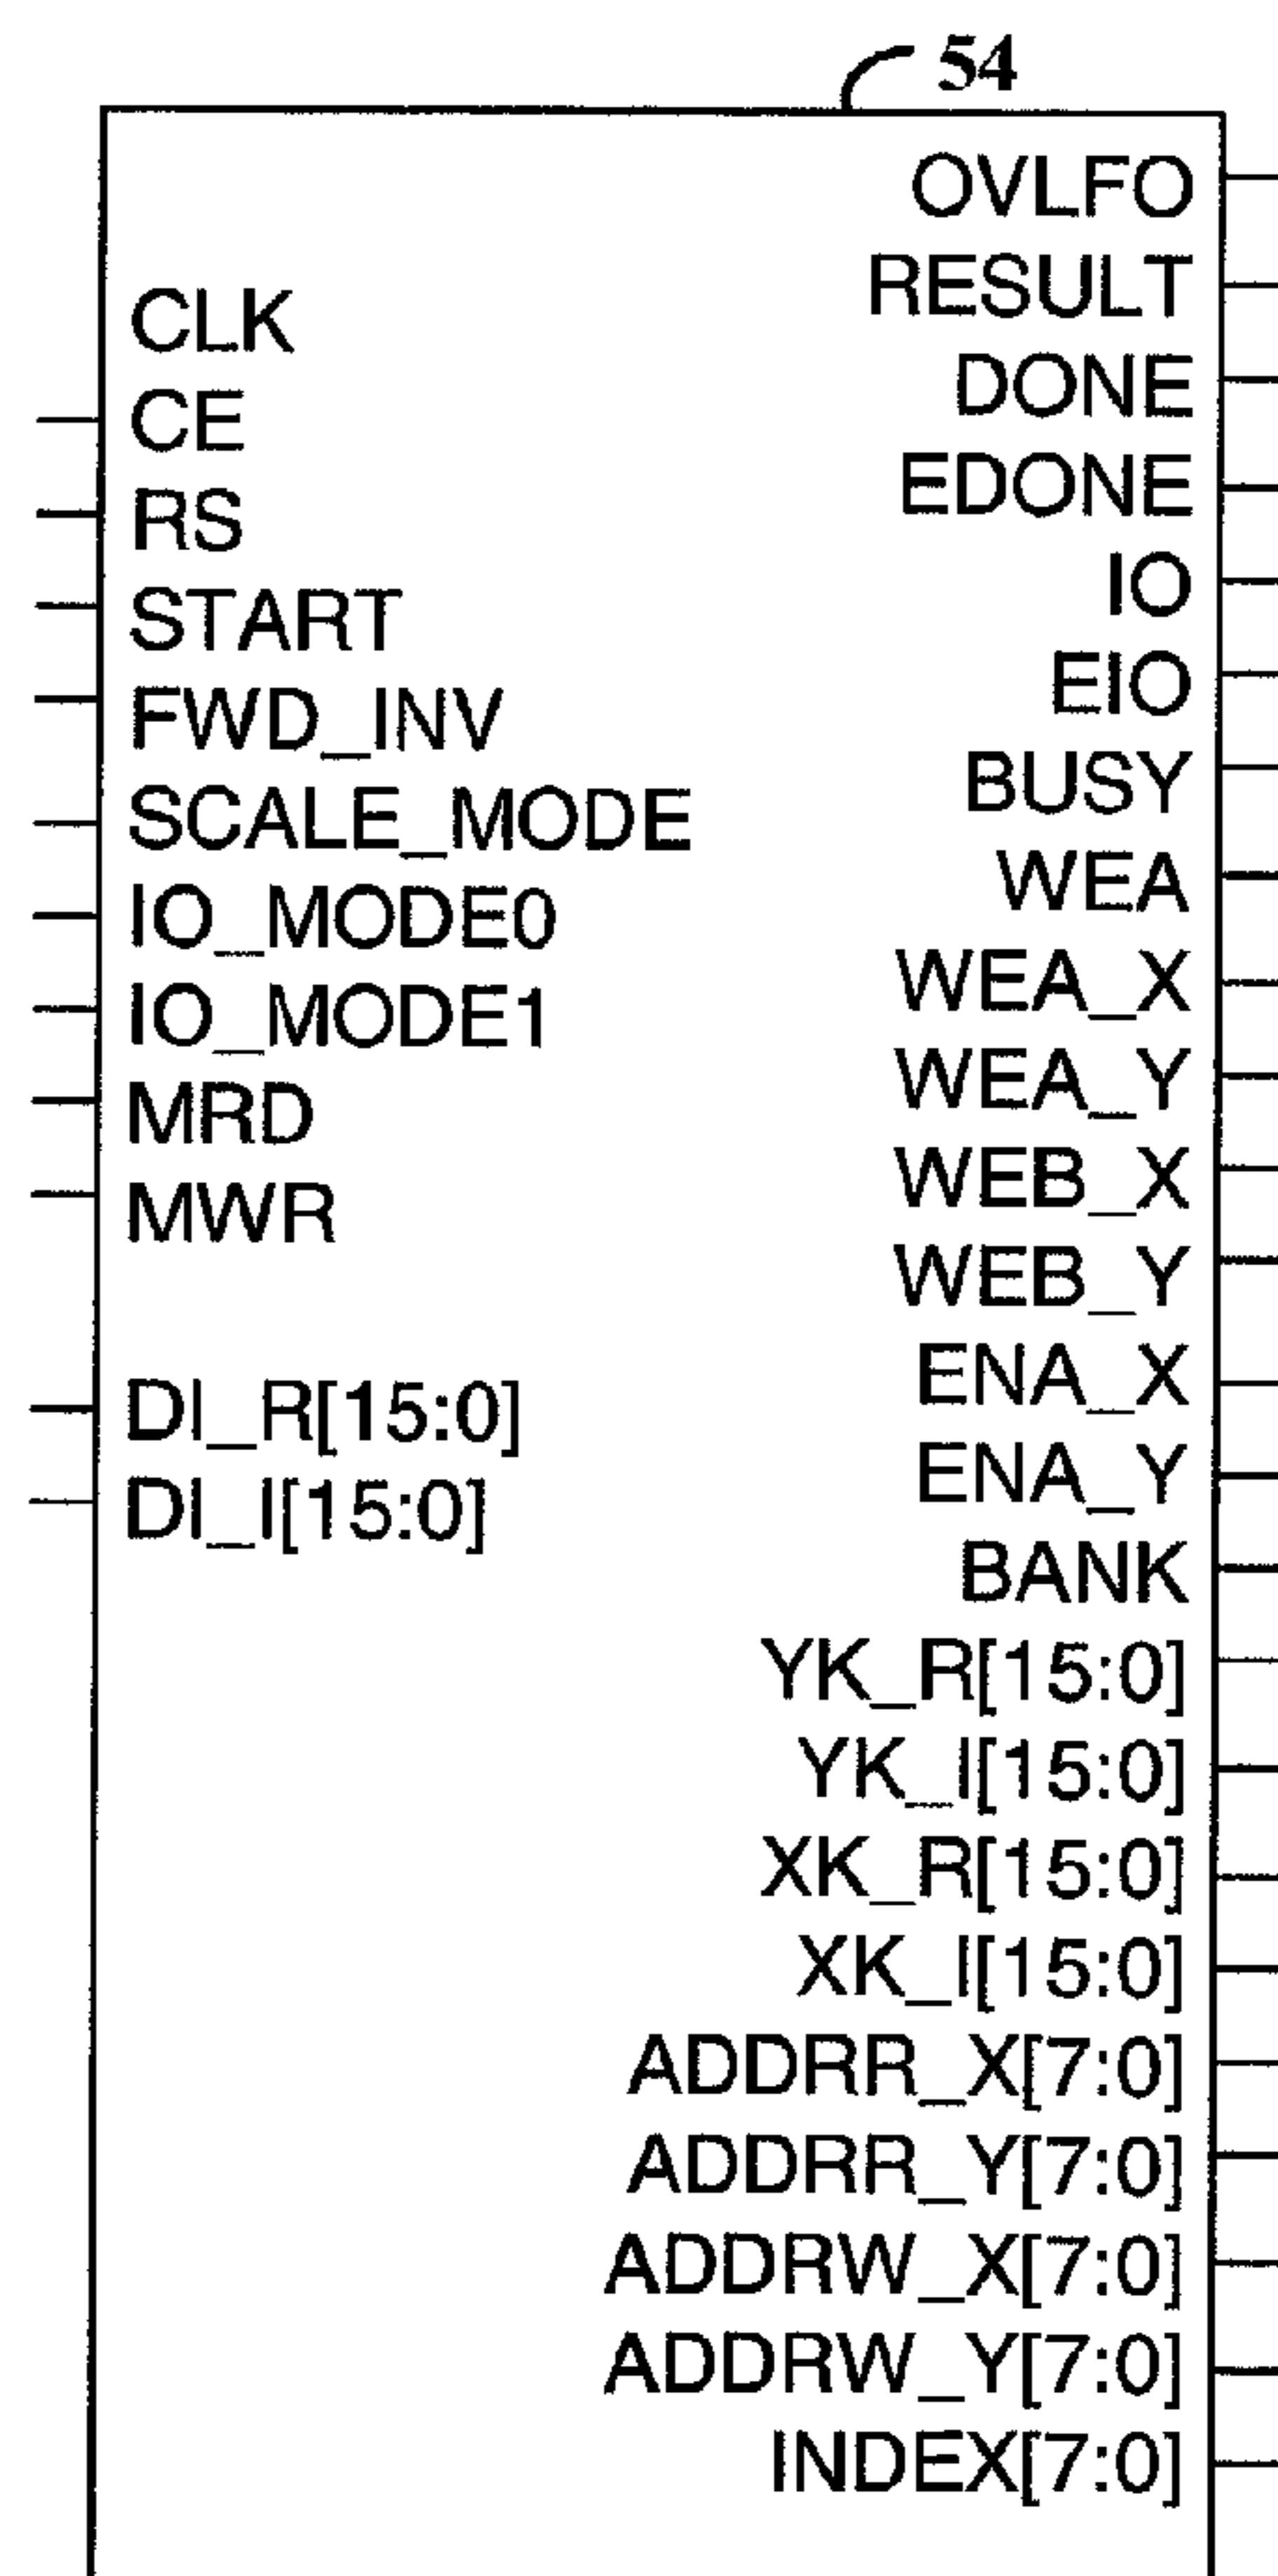 54
CLK
CE
RS
START
FWD_INV
SCALE_MODE
IO_MODE0
IO_MODE1
MRD
MWR
DI_R[15:0]
DI_I[15:0]
OVLFO
RESULT
DONE
EDONE
IO
EIO
BUSY
WEA
WEA_X
WEA_Y
WEB_X
WEB_Y
ENA_X
ENA_Y
BANK
YK_R[15:0]
YK_I[15:0]
XK_R[15:0]
XK_I[15:0]
ADDRR_X[7:0]
ADDRR_Y[7:0]
ADDRW_X[7:0]
ADDRW_Y[7:0]
INDEX[7:0]